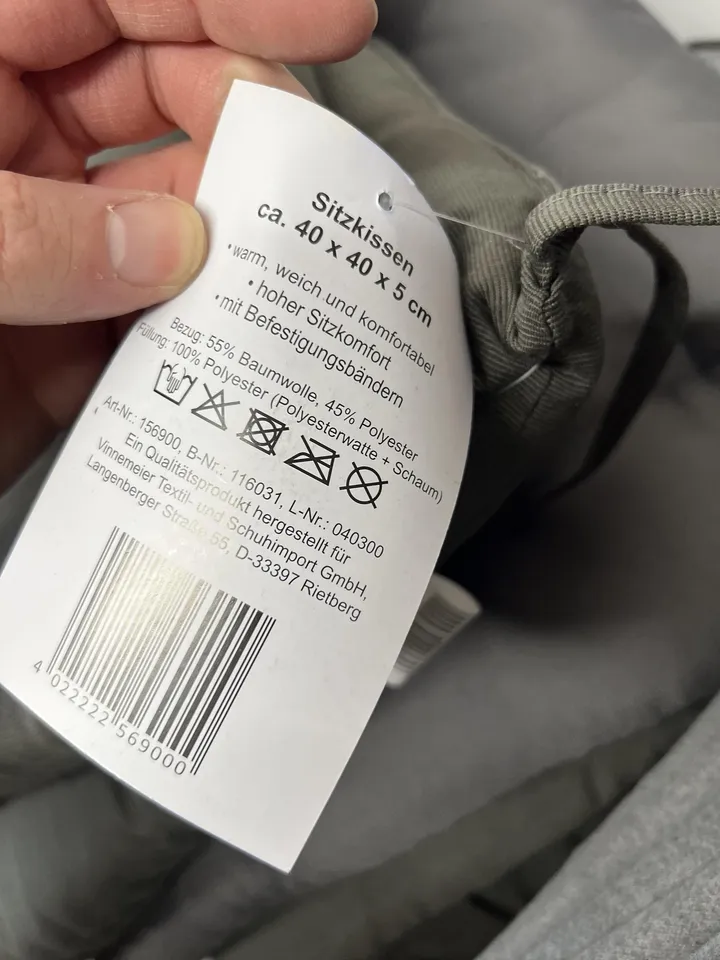 Sitzkissen
ca. 40 x 40 x 5 cm
• warm, weich und komfortabel
• hoher Sitzkomfort
• mit Befestigungsbändern
Bezug: 55% Baumwolle, 45% Polyester
Füllung: 100% Polyester (Polyesterwatte + Schaum)
Art-Nr.: 156900, B-Nr.: 116031, L-Nr.: 040300
Ein Qualitätsprodukt hergestellt für
Vinnemeier Textil- und Schuhimport GmbH,
Langenberger Straße 65, D-33397 Rietberg
4 022222 569000